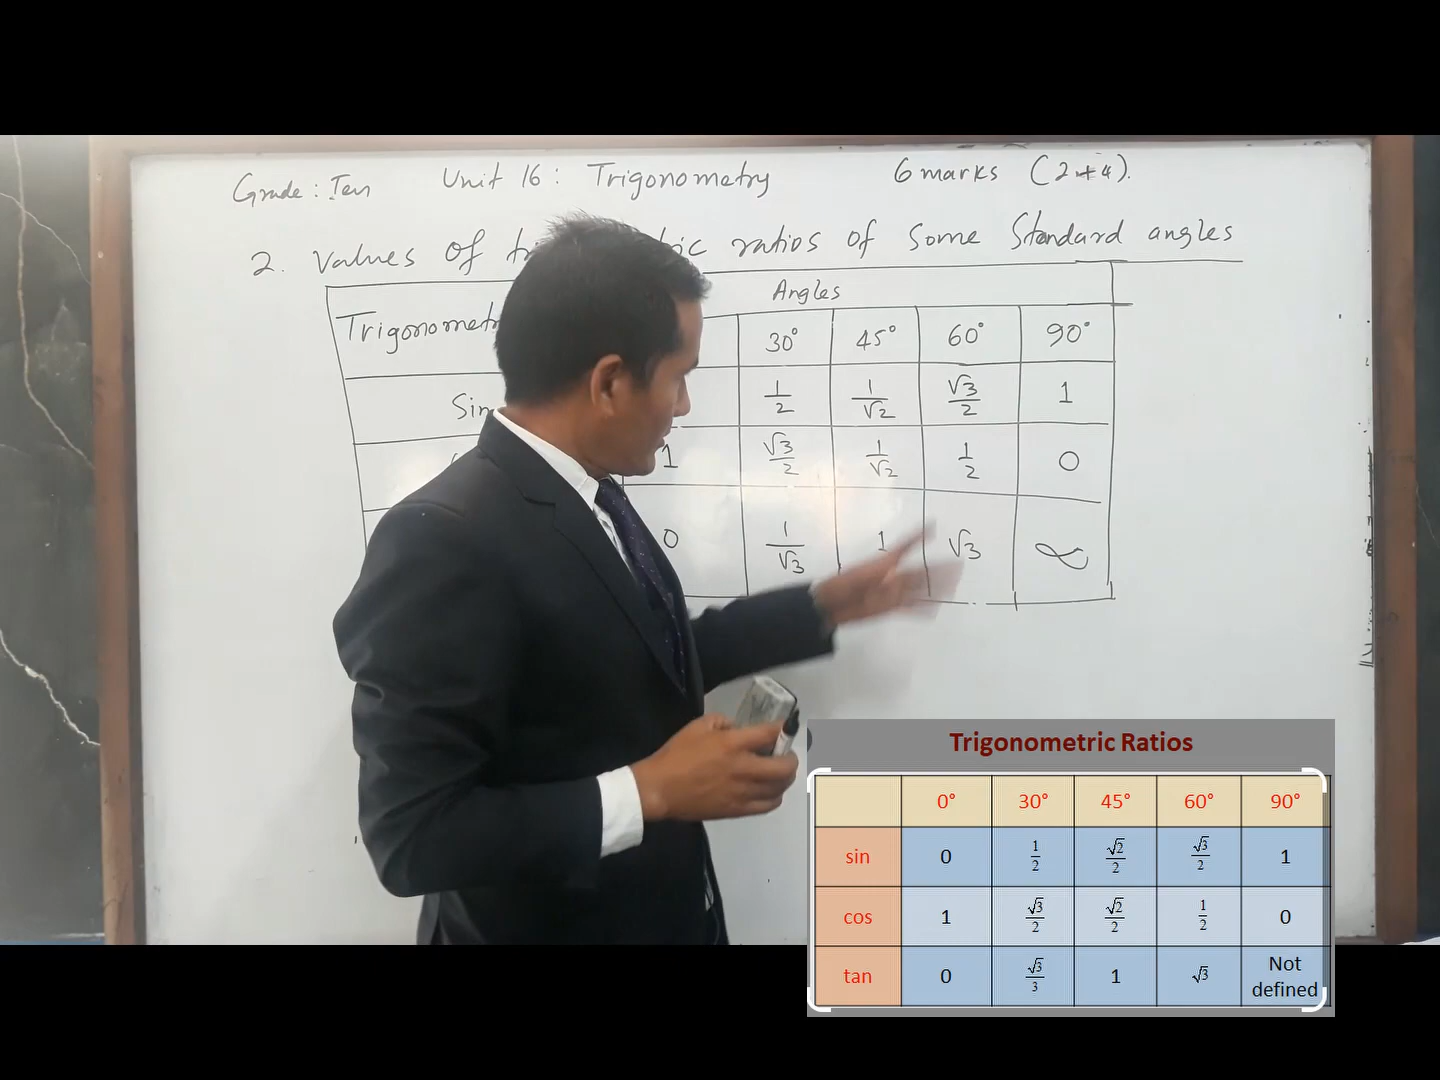 Grade: Ten Unit 16: Trigonometry 6 marks (2+4).
2. Values of ratios of Some Standard angles
Angles
30° 45° 60° 90°
Sin 1/2 1/√2 √3/2 1
1 √3/2 1/√2 1/2 0
0 1/√3 1 √3 ∞
Trigonometric Ratios
0° 30° 45° 60° 90°
sin 0 1/2 √2/2 √3/2 1
cos 1 √3/2 √2/2 1/2 0
tan 0 √3/3 1 √3 Not defined